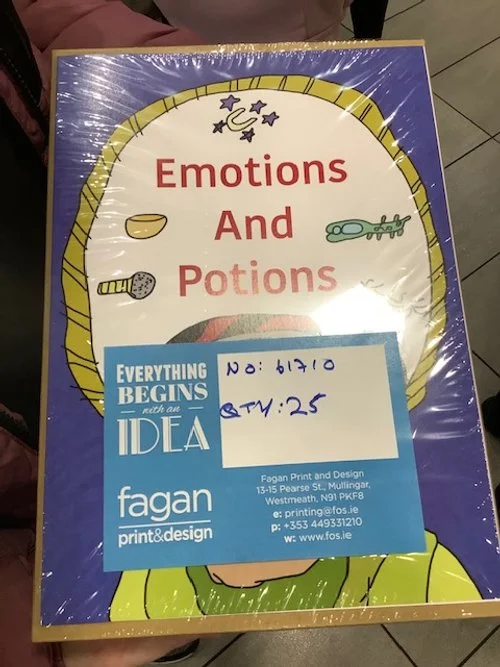 Emotions
And
Potions
EVERYTHING
BEGINS
with an
IDEA
fagan
print&design
No: 61710
QTY: 25
Fagan Print and Design
13-15 Pearse St., Mullingar,
Westmeath, N91 PKF8
e: printing@fos.ie
p: +353 449331210
w: www.fos.ie